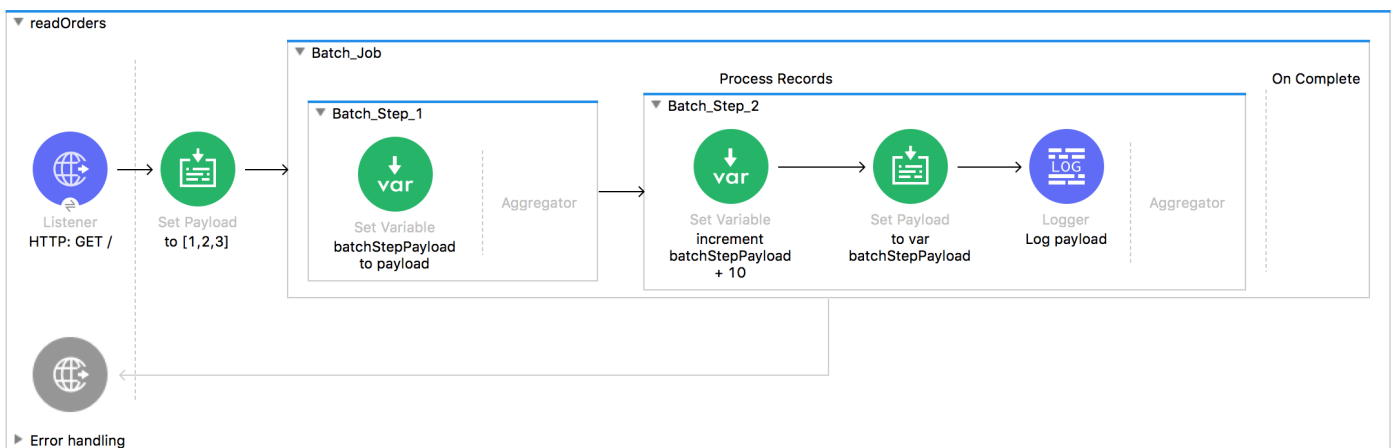 readOrders
Batch_Job
Process Records
On Complete
Batch_Step_1
Batch_Step_2
var
Aggregator
var
LOG
Aggregator
Listener
HTTP: GET /
Set Payload
to [1,2,3]
Set Variable
batchStepPayload
to payload
Set Variable
increment
batchStepPayload
+ 10
Set Payload
to var
batchStepPayload
Logger
Log payload
Error handling